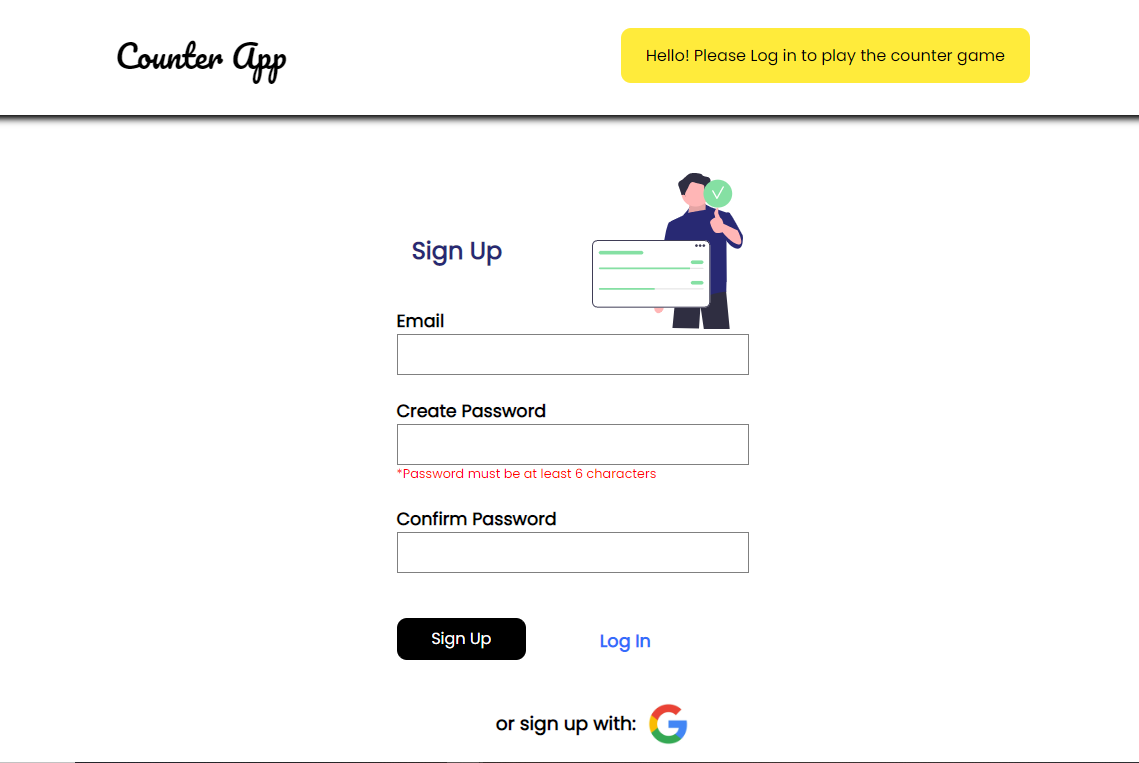 Counter App
Hello! Please Log in to play the counter game
Sign Up
Email
Create Password
*Password must be at least 6 characters
Confirm Password
Sign Up
Log In
or sign up with: